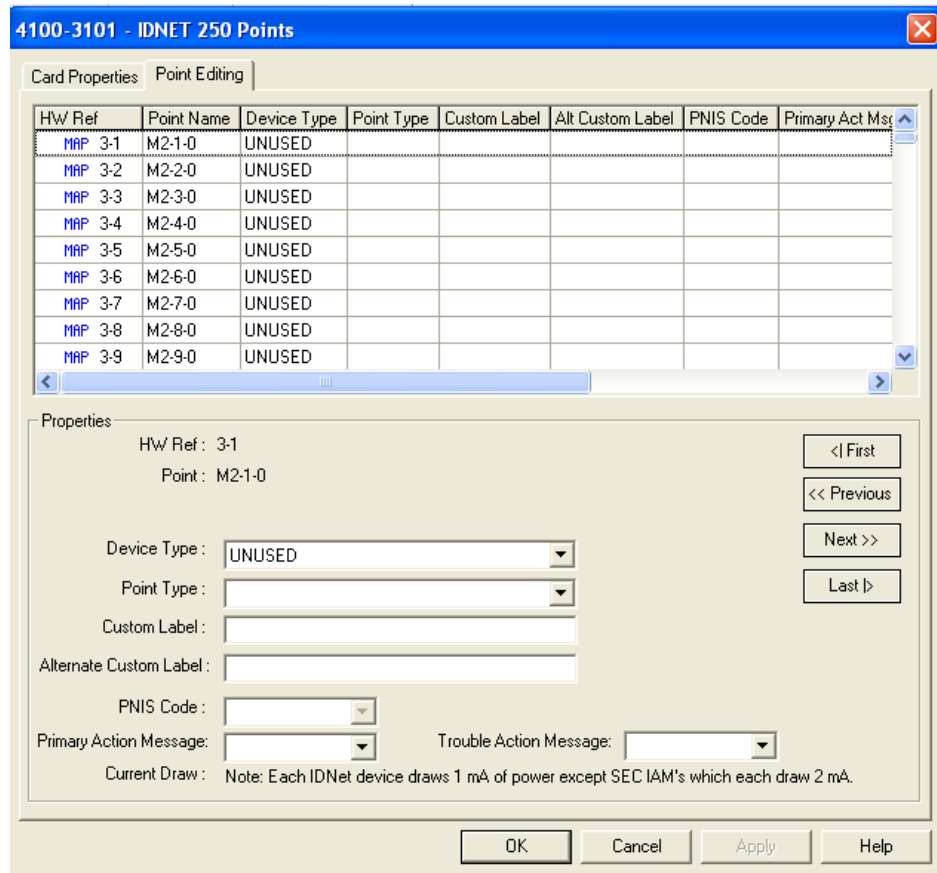 4100-3101 - IDNET 250 Points
Card Properties Point Editing
HW Ref Point Name Device Type Point Type Custom Label Alt Custom Label PNIS Code Primary Act Msg
MAP 3-1 M2-1-0 UNUSED
MAP 3-2 M2-2-0 UNUSED
MAP 3-3 M2-3-0 UNUSED
MAP 3-4 M2-4-0 UNUSED
MAP 3-5 M2-5-0 UNUSED
MAP 3-6 M2-6-0 UNUSED
MAP 3-7 M2-7-0 UNUSED
MAP 3-8 M2-8-0 UNUSED
MAP 3-9 M2-9-0 UNUSED
Properties
HW Ref : 3-1
<| First
Point : M2-1-0
<< Previous
Device Type : UNUSED
Next >>
Point Type :
Last |>
Custom Label :
Alternate Custom Label :
PNIS Code :
Primary Action Message: Trouble Action Message:
Current Draw : Note: Each IDNet device draws 1 mA of power except SEC IAM's which each draw 2 mA.
OK Cancel Apply Help